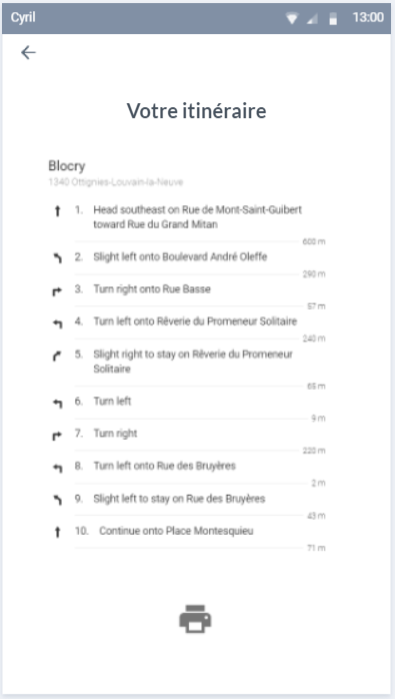 Cyril 13:00
Votre itinéraire
Blocry
1340 Ottignies-Louvain-la-Neuve
1. Head southeast on Rue de Mont-Saint-Guibert
toward Rue du Grand Mitan
600 m
2. Slight left onto Boulevard André Oleffe
290 m
3. Turn right onto Rue Basse
57 m
4. Turn left onto Rêverie du Promeneur Solitaire
240 m
5. Slight right to stay on Rêverie du Promeneur
Solitaire
65 m
6. Turn left
9 m
7. Turn right
220 m
8. Turn left onto Rue des Bruyères
2 m
9. Slight left to stay on Rue des Bruyères
43 m
10. Continue onto Place Montesquieu
71 m